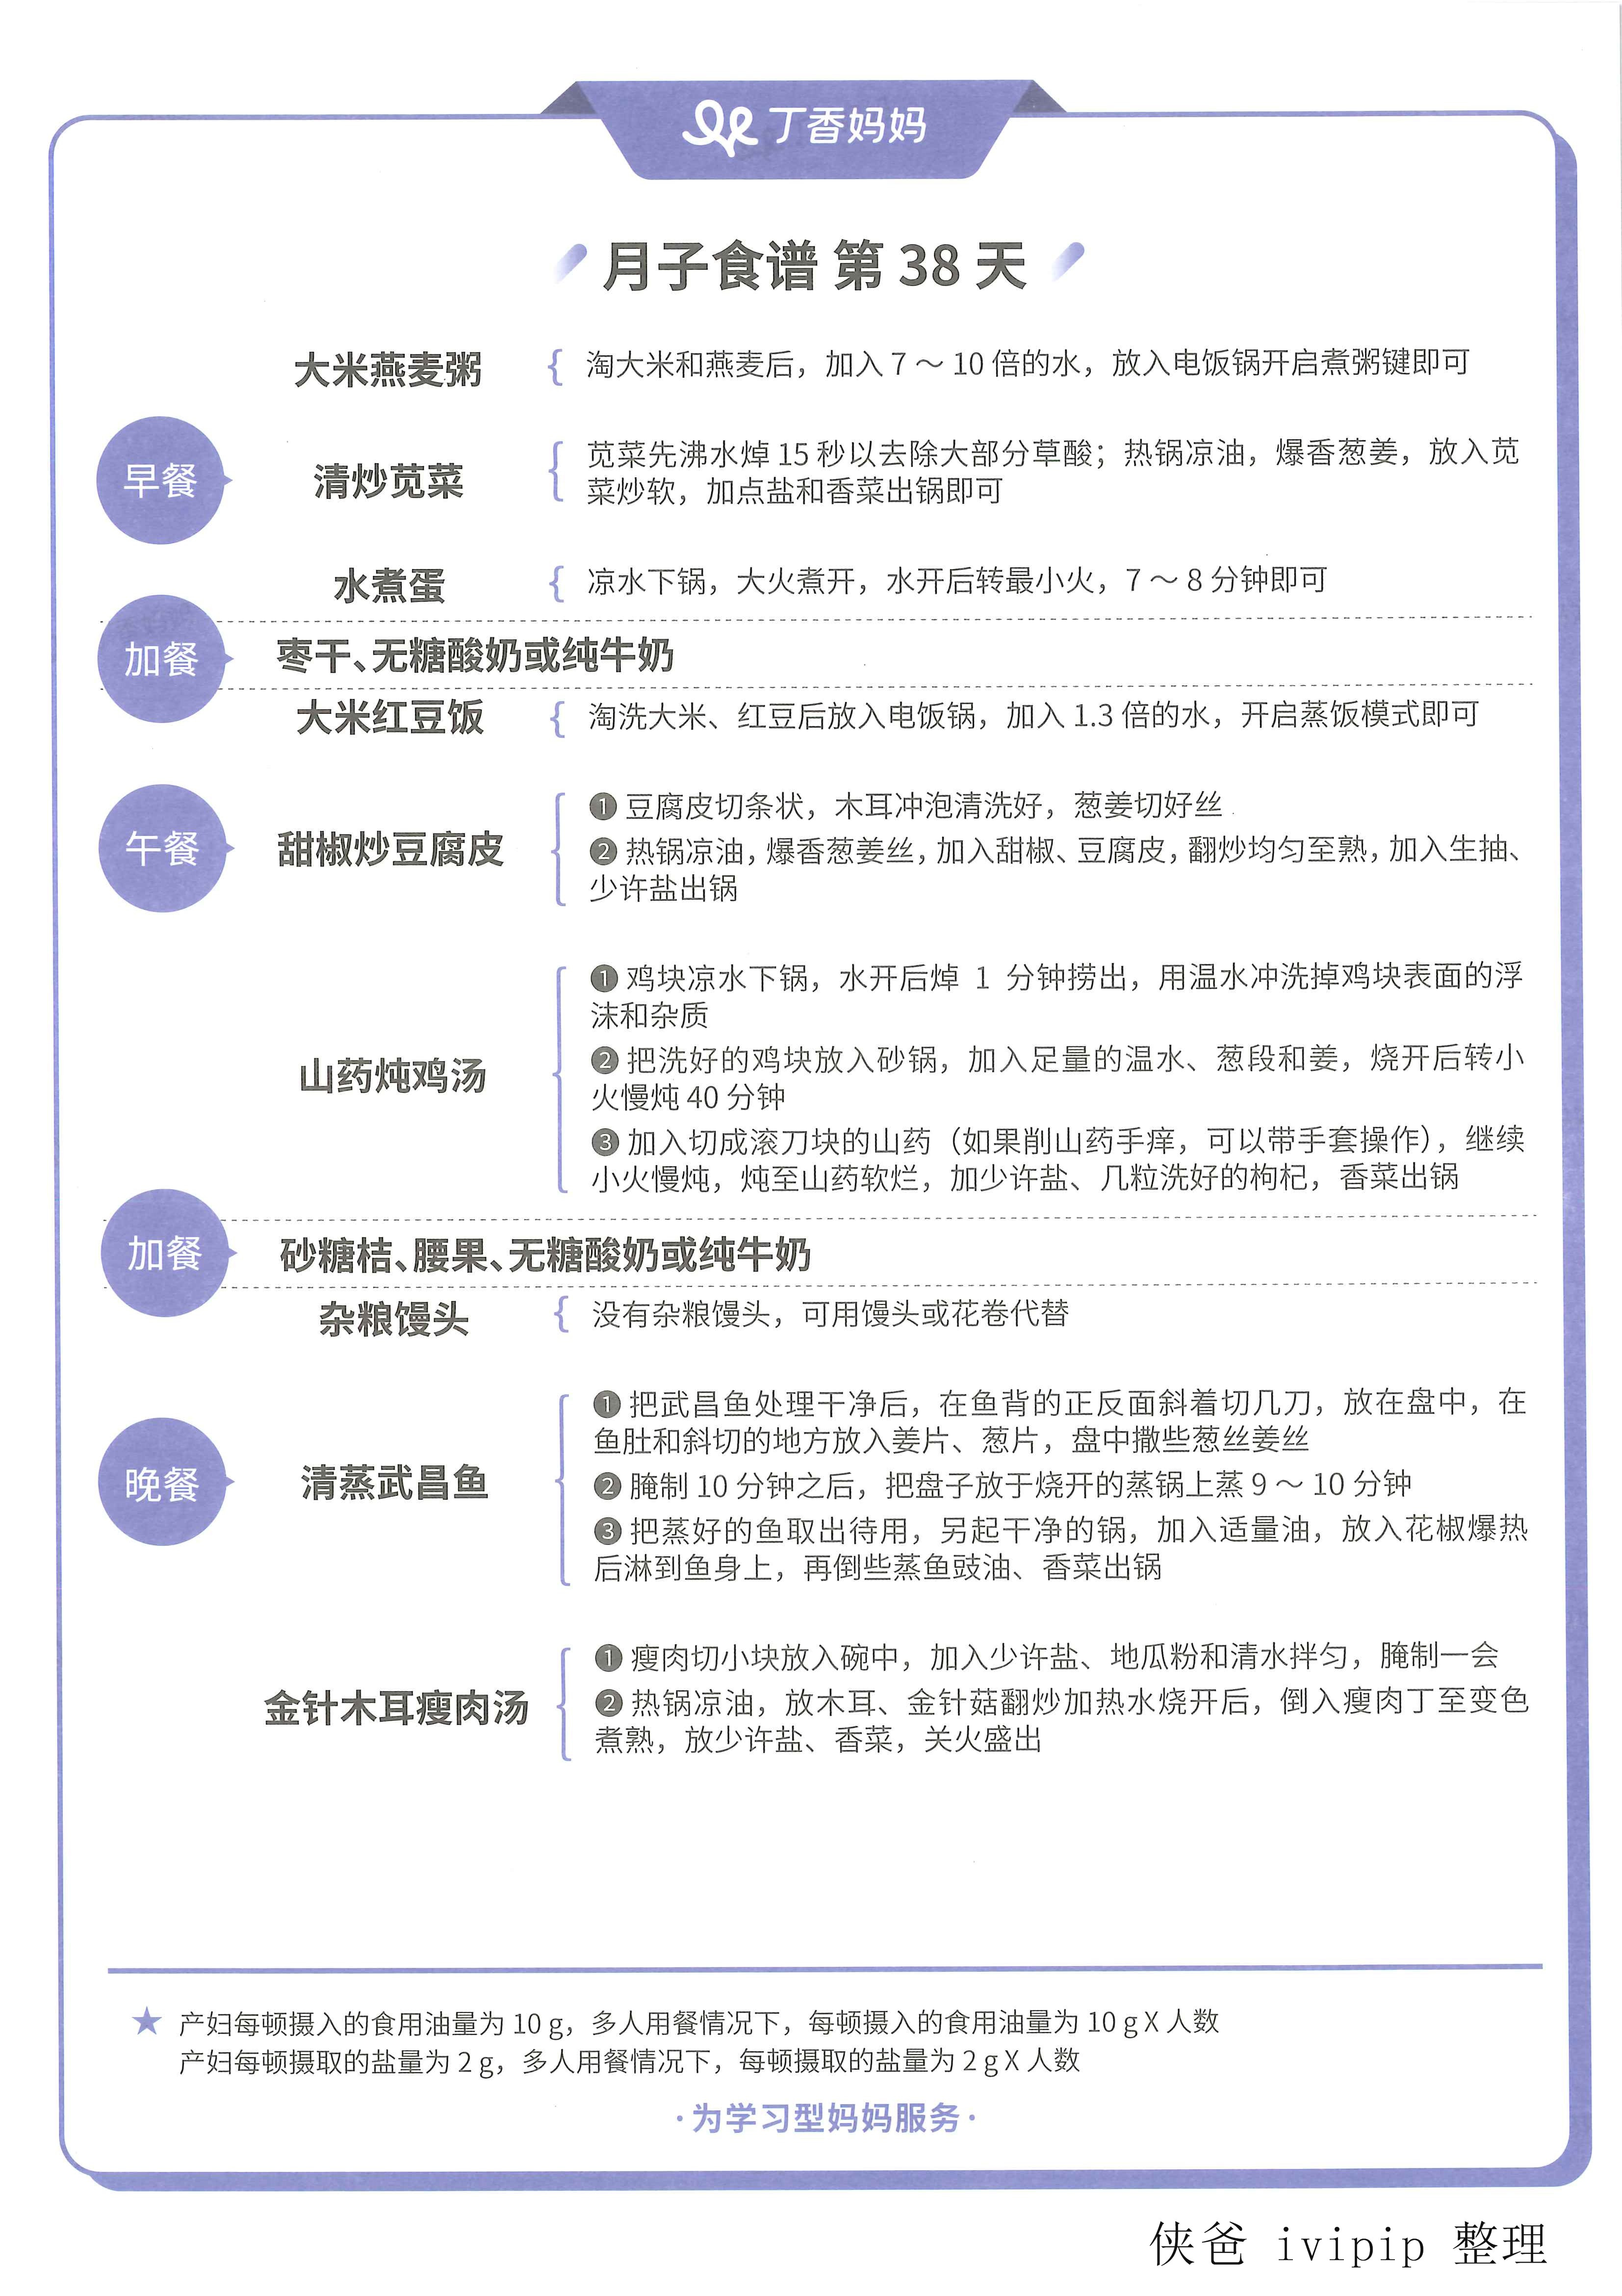 丁香妈妈
月子食谱 第 38 天
早餐
大米燕麦粥
淘大米和燕麦后，加入 7 ～ 10 倍的水，放入电饭锅开启煮粥键即可
清炒苋菜
苋菜先沸水焯 15 秒以去除大部分草酸；热锅凉油，爆香葱姜，放入苋
菜炒软，加点盐和香菜出锅即可
水煮蛋
凉水下锅，大火煮开，水开后转最小火，7 ～ 8 分钟即可
加餐
枣干、无糖酸奶或纯牛奶
午餐
大米红豆饭
淘洗大米、红豆后放入电饭锅，加入 1.3 倍的水，开启蒸饭模式即可
甜椒炒豆腐皮
❶ 豆腐皮切条状，木耳冲泡清洗好，葱姜切好丝
❷ 热锅凉油，爆香葱姜丝，加入甜椒、豆腐皮，翻炒均匀至熟，加入生抽、
少许盐出锅
山药炖鸡汤
❶ 鸡块凉水下锅，水开后焯 1 分钟捞出，用温水冲洗掉鸡块表面的浮
沫和杂质
❷ 把洗好的鸡块放入砂锅，加入足量的温水、葱段和姜，烧开后转小
火慢炖 40 分钟
❸ 加入切成滚刀块的山药（如果削山药手痒，可以带手套操作），继续
小火慢炖，炖至山药软烂，加少许盐、几粒洗好的枸杞，香菜出锅
加餐
砂糖桔、腰果、无糖酸奶或纯牛奶
晚餐
杂粮馒头
没有杂粮馒头，可用馒头或花卷代替
清蒸武昌鱼
❶ 把武昌鱼处理干净后，在鱼背的正反面斜着切几刀，放在盘中，在
鱼肚和斜切的地方放入姜片、葱片，盘中撒些葱丝姜丝
❷ 腌制 10 分钟之后，把盘子放于烧开的蒸锅上蒸 9 ～ 10 分钟
❸ 把蒸好的鱼取出待用，另起干净的锅，加入适量油，放入花椒爆热
后淋到鱼身上，再倒些蒸鱼豉油、香菜出锅
金针木耳瘦肉汤
❶ 瘦肉切小块放入碗中，加入少许盐、地瓜粉和清水拌匀，腌制一会
❷ 热锅凉油，放木耳、金针菇翻炒加热水烧开后，倒入瘦肉丁至变色
煮熟，放少许盐、香菜，关火盛出
★ 产妇每顿摄入的食用油量为 10 g，多人用餐情况下，每顿摄入的食用油量为 10 g X 人数
产妇每顿摄取的盐量为 2 g，多人用餐情况下，每顿摄取的盐量为 2 g X 人数
·为学习型妈妈服务·
侠爸 ivipip 整理